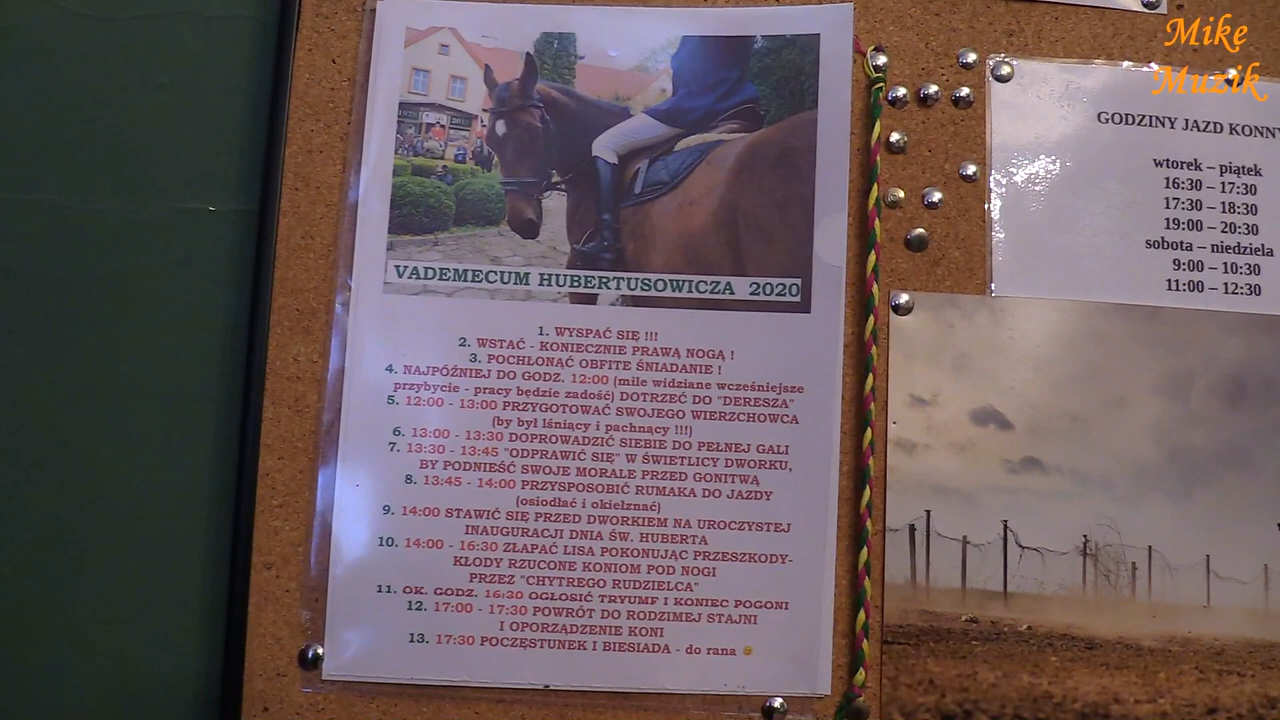 Mike
Muzik
VADEMECUM HUBERTUSOWICZA 2020
1. WYSPAĆ SIĘ !!!
2. WSTAĆ - KONIECZNIE PRAWĄ NOGĄ !
3. POCHŁONĄĆ OBFITE ŚNIADANIE !
4. NAJPÓŹNIEJ DO GODZ. 12:00 (mile widziane wcześniejsze
przybycie - pracy będzie zadość) DOTRZEĆ DO "DERESZA"
5. 12:00 - 13:00 PRZYGOTOWAĆ SWOJEGO WIERZCHOWCA
(by był lśniący i pachnący !!!)
6. 13:00 - 13:30 DOPROWADZIĆ SIEBIE DO PEŁNEJ GALI
7. 13:30 - 13:45 "ODPRAWIĆ SIĘ" W ŚWIETLICY DWORKU,
BY PODNIEŚĆ SWOJE MORALE PRZED GONITWĄ
8. 13:45 - 14:00 PRZYSPOSOBIĆ RUMAKA DO JAZDY
(osiodłać i okiełznać)
9. 14:00 STAWIĆ SIĘ PRZED DWORKIEM NA UROCZYSTEJ
INAUGURACJI DNIA ŚW. HUBERTA
10. 14:00 - 16:30 ZŁAPAĆ LISA POKONUJĄC PRZESZKODY-
KŁODY RZUCONE KONIOM POD NOGI
PRZEZ "CHYTREGO RUDZIELCA"
11. OK. GODZ. 16:30 OGŁOSIĆ TRYUMF I KONIEC POGONI
12. 17:00 - 17:30 POWRÓT DO RODZIMEJ STAJNI
I OPORZĄDZENIE KONI
13. 17:30 POCZĘSTUNEK I BIESIADA - do rana
GODZINY JAZD KONNY
wtorek – piątek
16:30 – 17:30
17:30 – 18:30
19:00 – 20:30
sobota – niedziela
9:00 – 10:30
11:00 – 12:30